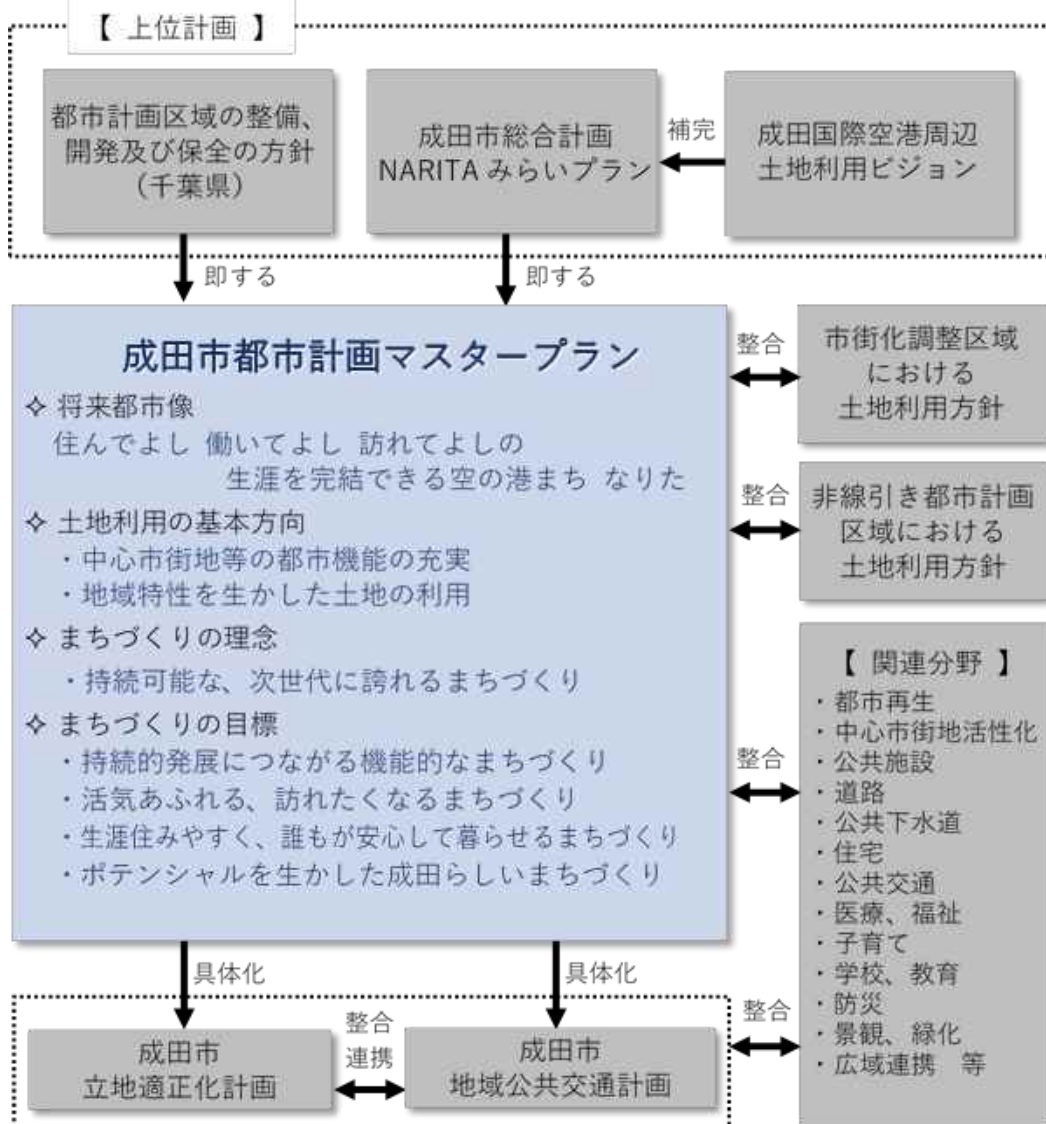 【 上位計画 】
都市計画区域の整備、
開発及び保全の方針
(千葉県)
成田市総合計画
NARITA みらいプラン
補完
成田国際空港周辺
土地利用ビジョン
即する
即する
成田市都市計画マスタープラン
✧ 将来都市像
住んでよし 働いてよし 訪れてよしの
生涯を完結できる空の港まち なりた
✧ 土地利用の基本方向
・中心市街地等の都市機能の充実
・地域特性を生かした土地の利用
✧ まちづくりの理念
・持続可能な、次世代に誇れるまちづくり
✧ まちづくりの目標
・持続的発展につながる機能的なまちづくり
・活気あふれる、訪れたくなるまちづくり
・生涯住みやすく、誰もが安心して暮らせるまちづくり
・ポテンシャルを生かした成田らしいまちづくり
整合
市街化調整区域
における
土地利用方針
整合
非線引き都市計画
区域における
土地利用方針
整合
【 関連分野 】
・都市再生
・中心市街地活性化
・公共施設
・道路
・公共下水道
・住宅
・公共交通
・医療、福祉
・子育て
・学校、教育
・防災
・景観、緑化
・広域連携　等
具体化
具体化
成田市
立地適正化計画
整合
連携
成田市
地域公共交通計画
整合